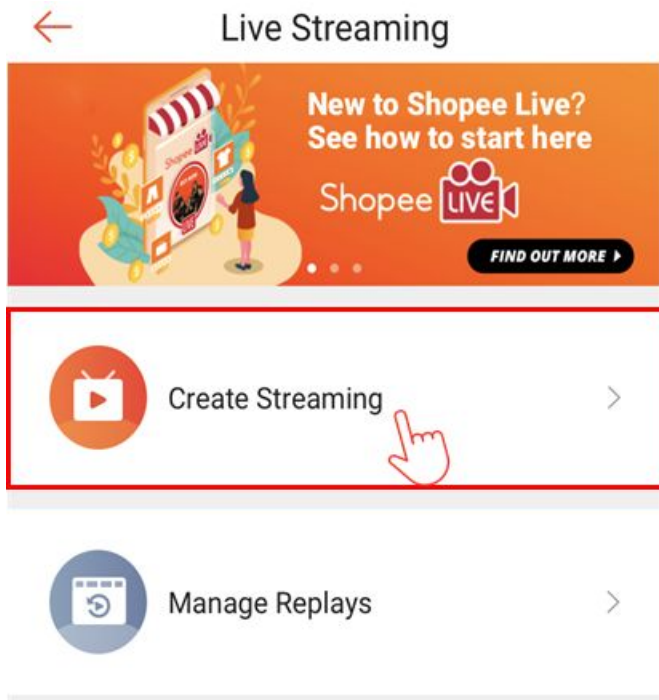 Live Streaming
New to Shopee Live?
See how to start here
Shopee LIVE
FIND OUT MORE
Create Streaming
Manage Replays